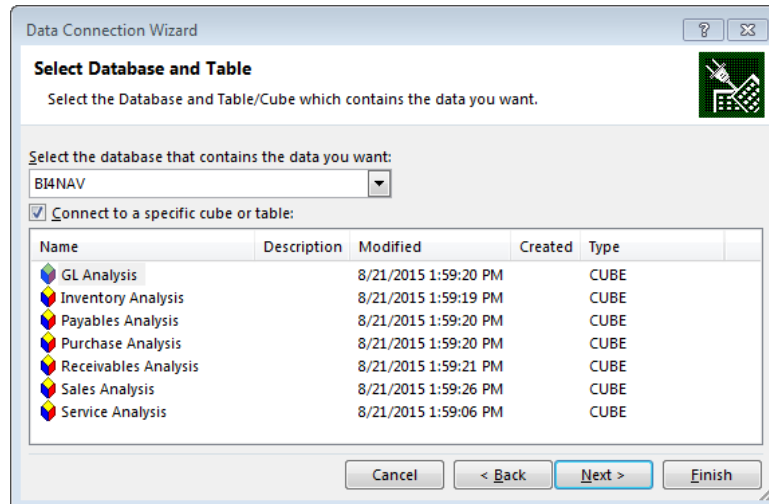 Data Connection Wizard
Select Database and Table
Select the Database and Table/Cube which contains the data you want.
Select the database that contains the data you want:
BI4NAV
Connect to a specific cube or table:
Name Description Modified Created Type
GL Analysis 8/21/2015 1:59:20 PM CUBE
Inventory Analysis 8/21/2015 1:59:19 PM CUBE
Payables Analysis 8/21/2015 1:59:20 PM CUBE
Purchase Analysis 8/21/2015 1:59:20 PM CUBE
Receivables Analysis 8/21/2015 1:59:21 PM CUBE
Sales Analysis 8/21/2015 1:59:26 PM CUBE
Service Analysis 8/21/2015 1:59:06 PM CUBE
Cancel < Back Next > Finish